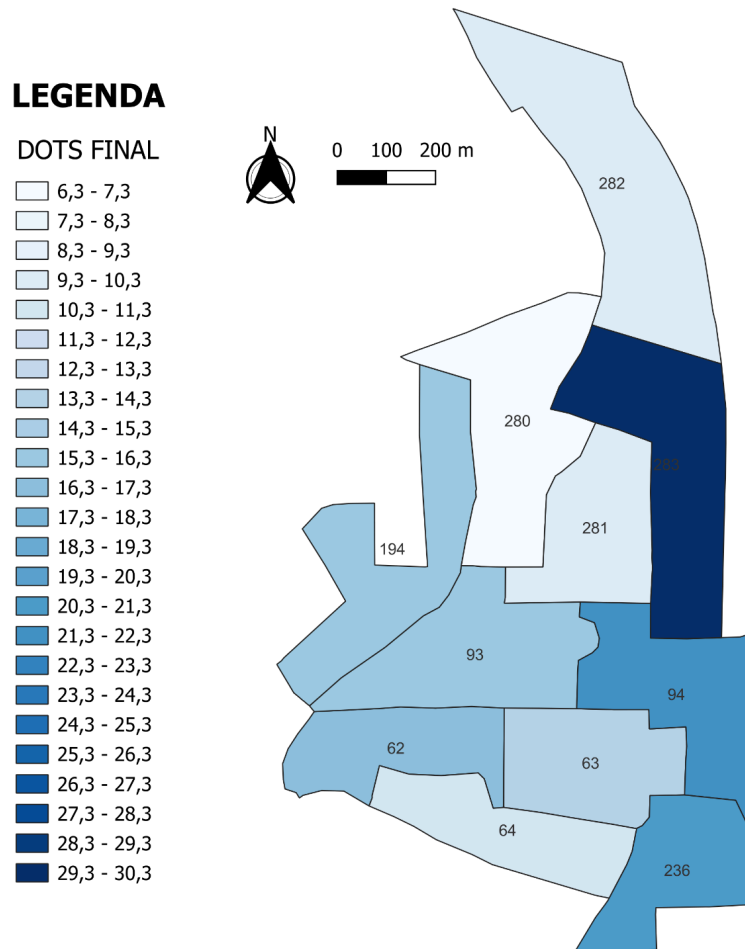 LEGENDA
DOTS FINAL
6,3 - 7,3
7,3 - 8,3
8,3 - 9,3
9,3 - 10,3
10,3 - 11,3
11,3 - 12,3
12,3 - 13,3
13,3 - 14,3
14,3 - 15,3
15,3 - 16,3
16,3 - 17,3
17,3 - 18,3
18,3 - 19,3
19,3 - 20,3
20,3 - 21,3
21,3 - 22,3
22,3 - 23,3
23,3 - 24,3
24,3 - 25,3
25,3 - 26,3
26,3 - 27,3
27,3 - 28,3
28,3 - 29,3
29,3 - 30,3
N
0 100 200 m
282
280
283
281
194
93
94
62
63
64
236